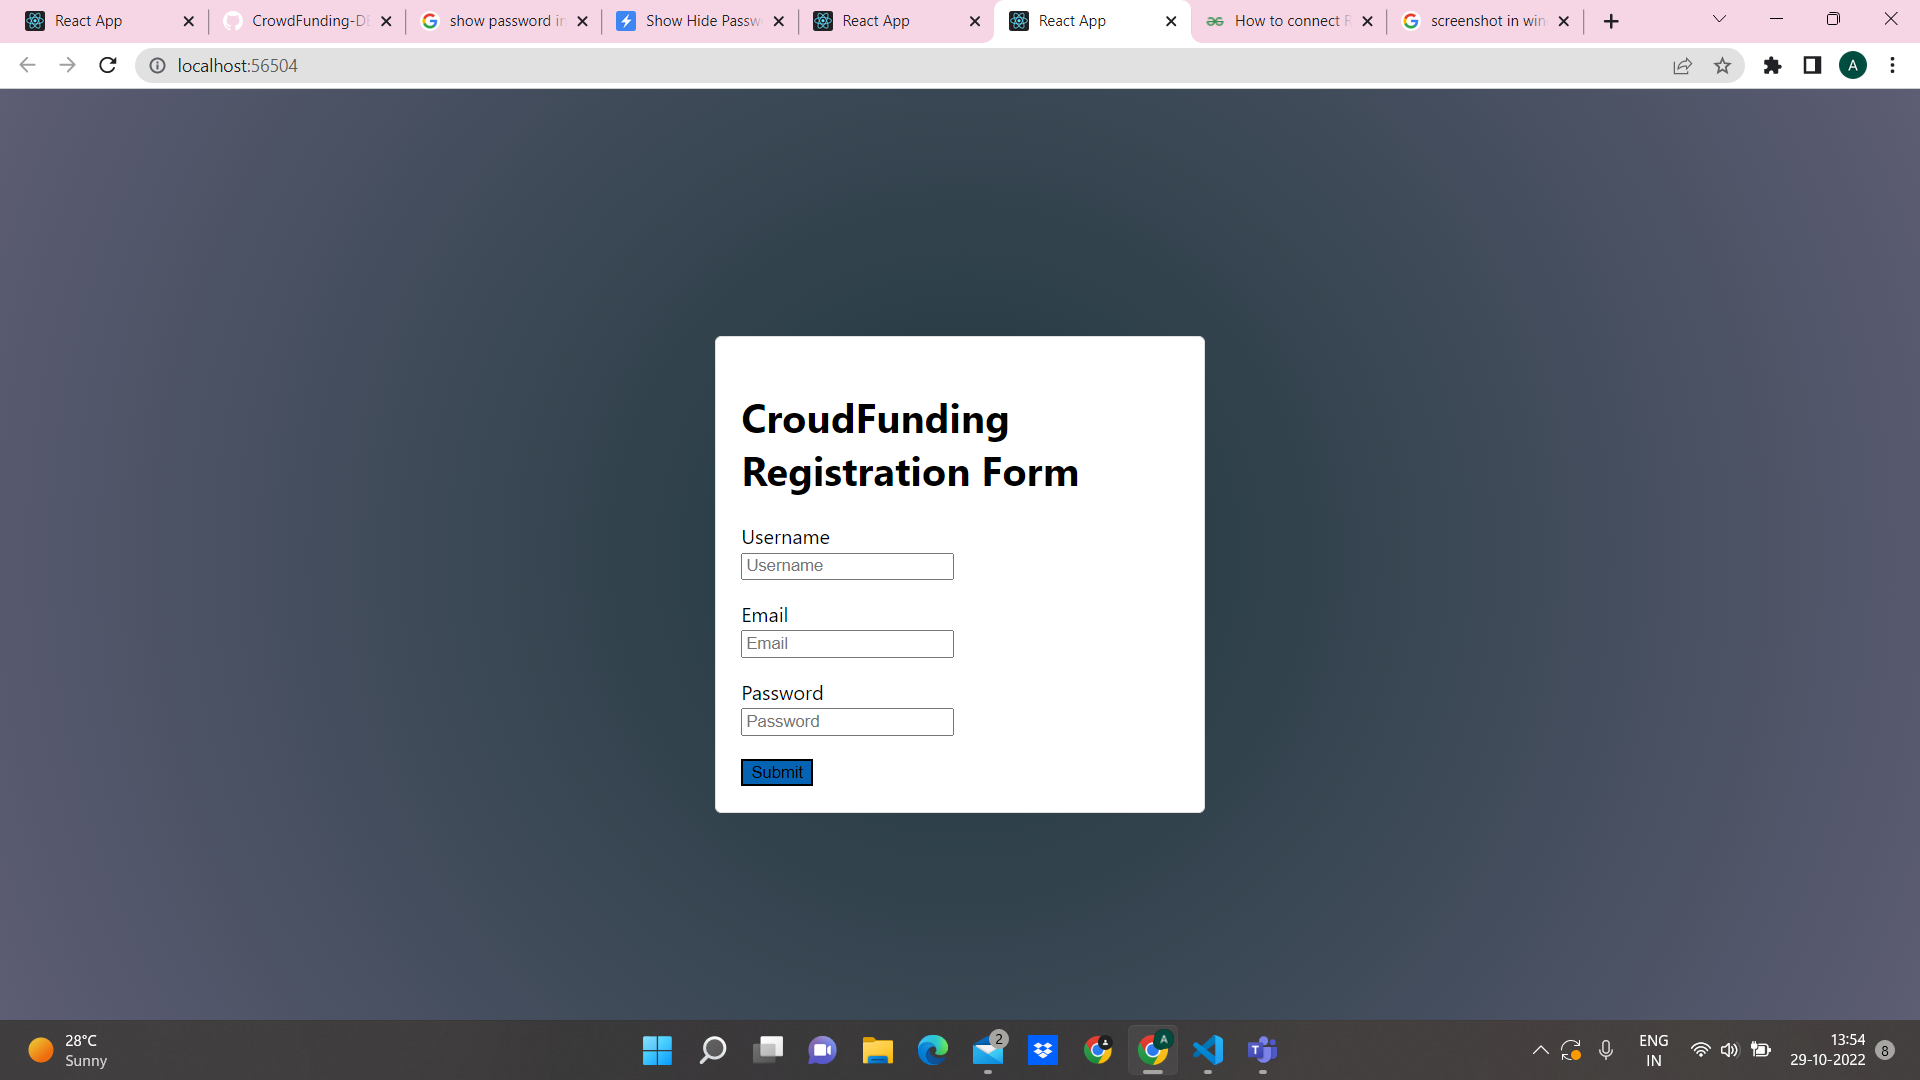 React App
CrowdFunding-D
show password in
Show Hide Passw
React App
React App
How to connect R
screenshot in win
localhost:56504
A
CroudFunding
Registration Form
Username
Username
Email
Email
Password
Password
Submit
28°C
Sunny
2
A
ENG
IN
13:54
29-10-2022
8